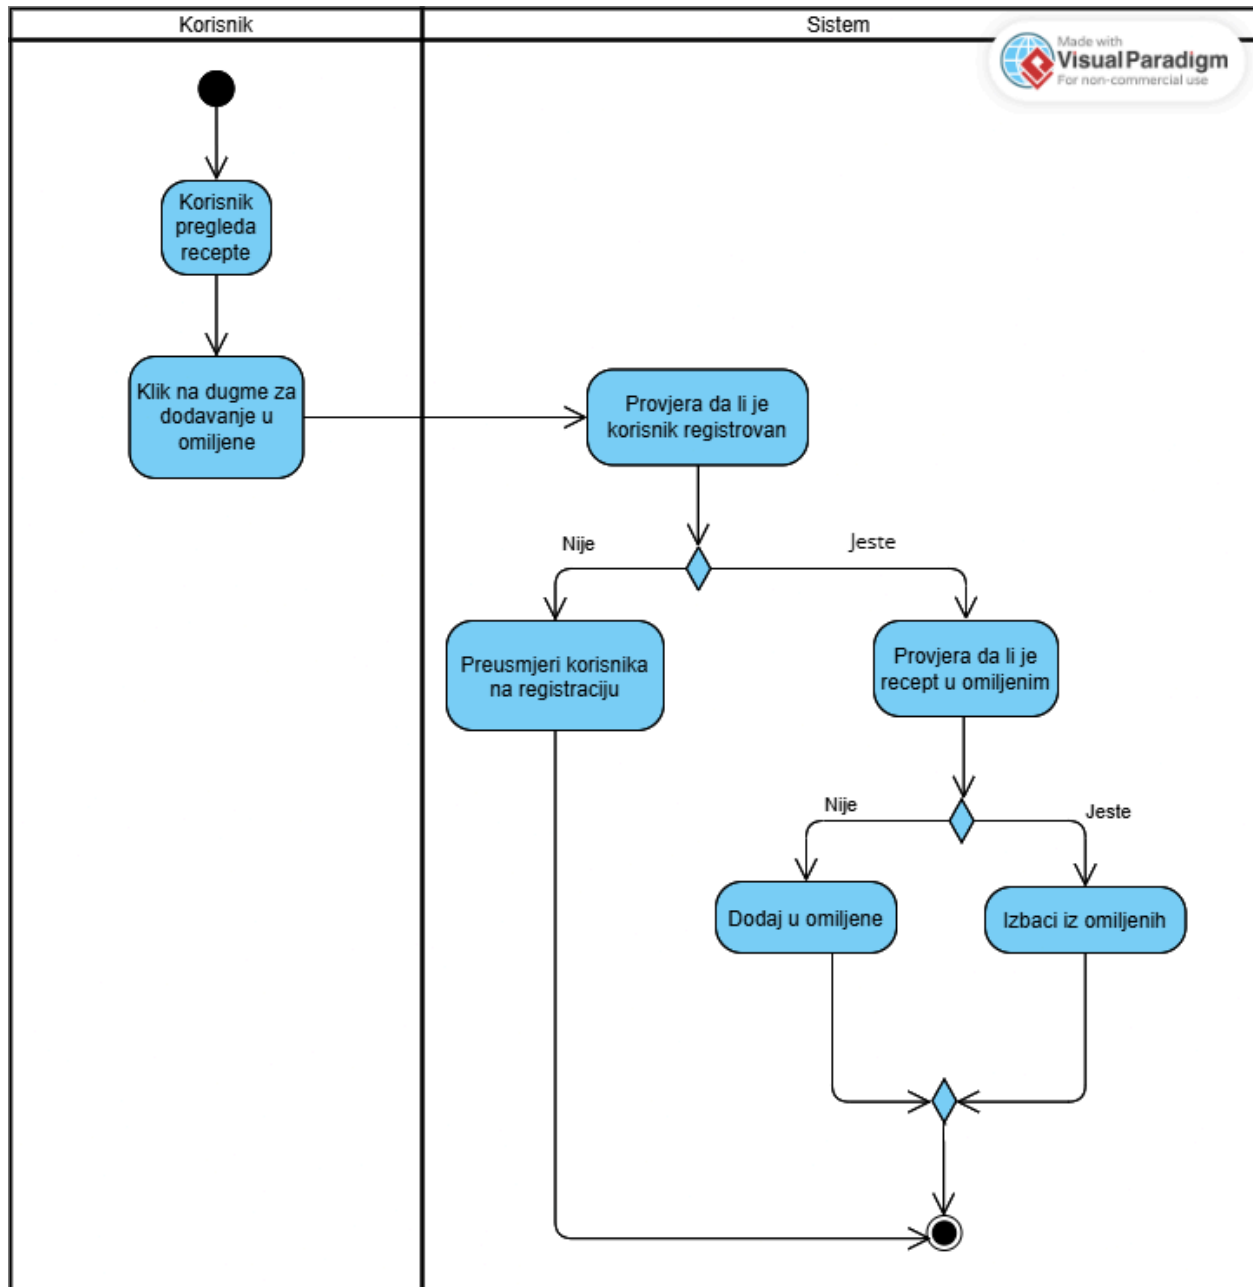 Korisnik
Sistem
Made with
Visual Paradigm
For non-commercial use
Korisnik
pregleda
recepte
Klik na dugme za
dodavanje u
omiljene
Provjera da li je
korisnik registrovan
Nije
Jeste
Preusmjeri korisnika
na registraciju
Provjera da li je
recept u omiljenim
Nije
Jeste
Dodaj u omiljene
Izbaci iz omiljenih